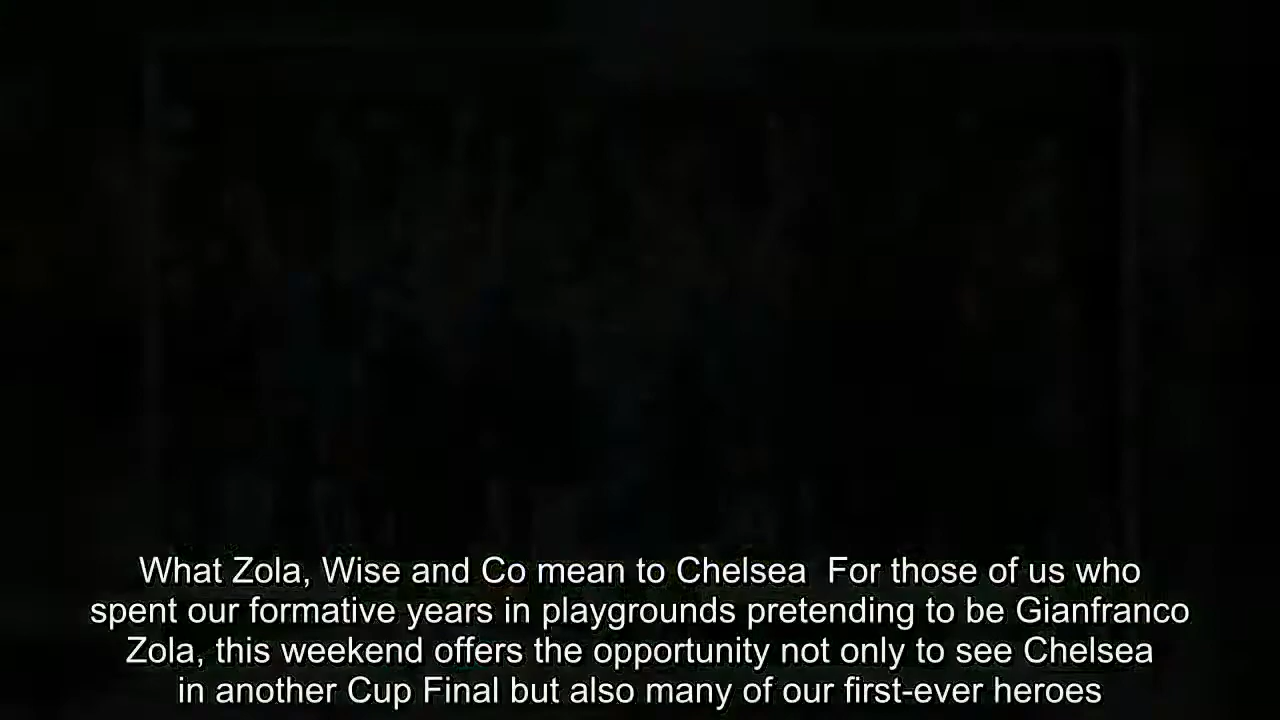 What Zola, Wise and Co mean to Chelsea  For those of us who
spent our formative years in playgrounds pretending to be Gianfranco
Zola, this weekend offers the opportunity not only to see Chelsea
in another Cup Final but also many of our first-ever heroes